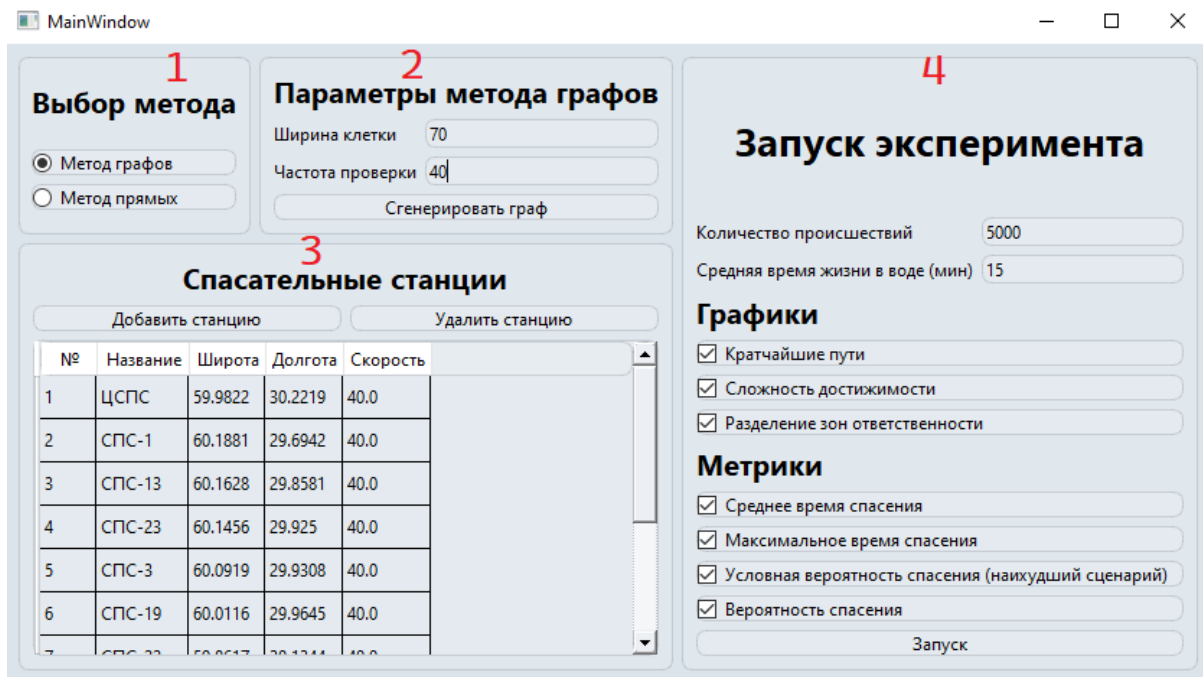 MainWindow
1
Выбор метода
Метод графов
Метод прямых
2
Параметры метода графов
Ширина клетки 70
Частота проверки 40
Сгенерировать граф
3
Спасательные станции
Добавить станцию Удалить станцию
№ Название Широта Долгота Скорость
1 ЦСПС 59.9822 30.2219 40.0
2 СПС-1 60.1881 29.6942 40.0
3 СПС-13 60.1628 29.8581 40.0
4 СПС-23 60.1456 29.925 40.0
5 СПС-3 60.0919 29.9308 40.0
6 СПС-19 60.0116 29.9645 40.0
4
Запуск эксперимента
Количество происшествий 5000
Средняя время жизни в воде (мин) 15
Графики
Кратчайшие пути
Сложность достижимости
Разделение зон ответственности
Метрики
Среднее время спасения
Максимальное время спасения
Условная вероятность спасения (наихудший сценарий)
Вероятность спасения
Запуск